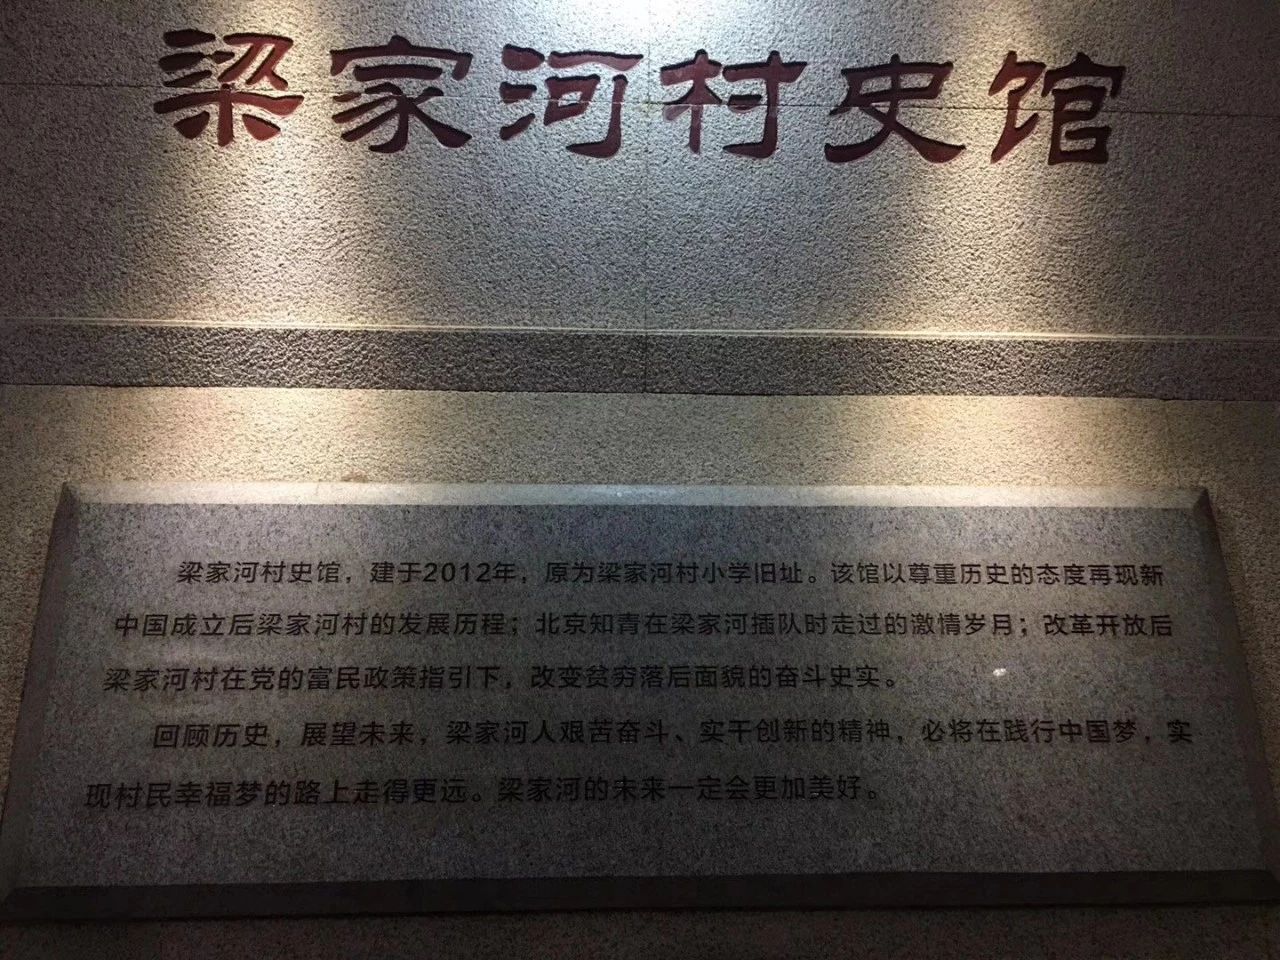 梁家河村史馆
梁家河村史馆，建于2012年，原为梁家河村小学旧址。该馆以尊重历史的态度再现新
中国成立后梁家河村的发展历程；北京知青在梁家河插队时走过的激情岁月；改革开放后
梁家河村在党的富民政策指引下，改变贫穷落后面貌的奋斗史实。
回顾历史，展望未来，梁家河人艰苦奋斗、实干创新的精神，必将在践行中国梦，实
现村民幸福梦的路上走得更远。梁家河的未来一定会更加美好。